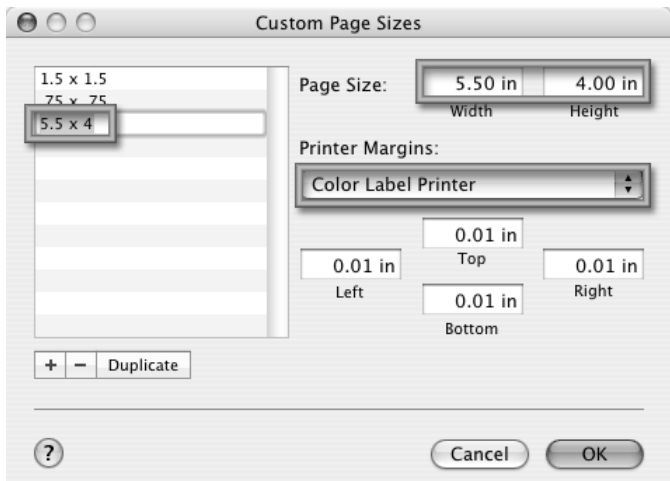 Custom Page Sizes
1.5 x 1.5
.75 x .75
5.5 x 4
Page Size: 5.50 in 4.00 in
Width Height
Printer Margins:
Color Label Printer
0.01 in
Top
0.01 in 0.01 in
Left Right
0.01 in
Bottom
+ − Duplicate
? Cancel OK